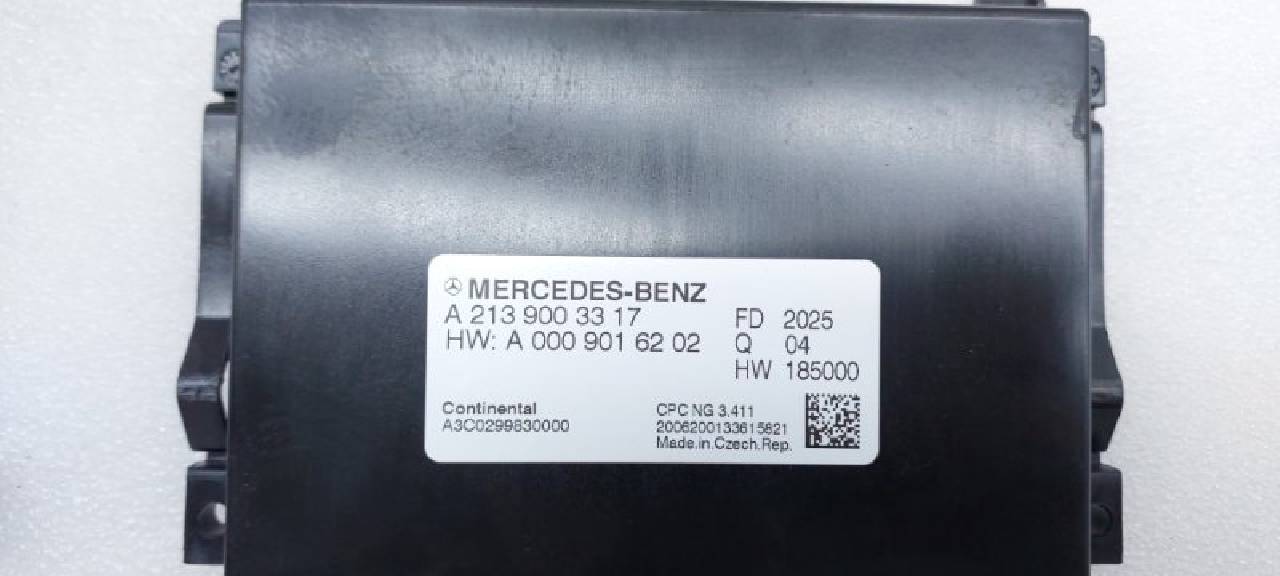 MERCEDES-BENZ
A 213 900 33 17
HW: A 000 901 62 02
FD 2025
Q 04
HW 185000
Continental
A3C0299830000
CPC NG 3.411
2006200133615621
Made.in.Czech.Rep.